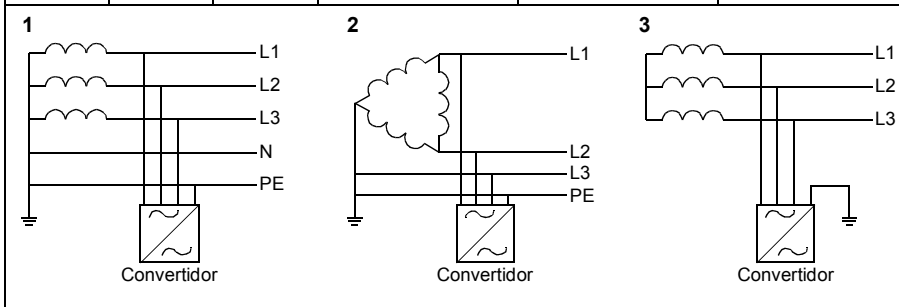 1
L1
L2
L3
N
PE
Convertidor
2
L1
L2
L3
PE
Convertidor
3
L1
L2
L3
Convertidor